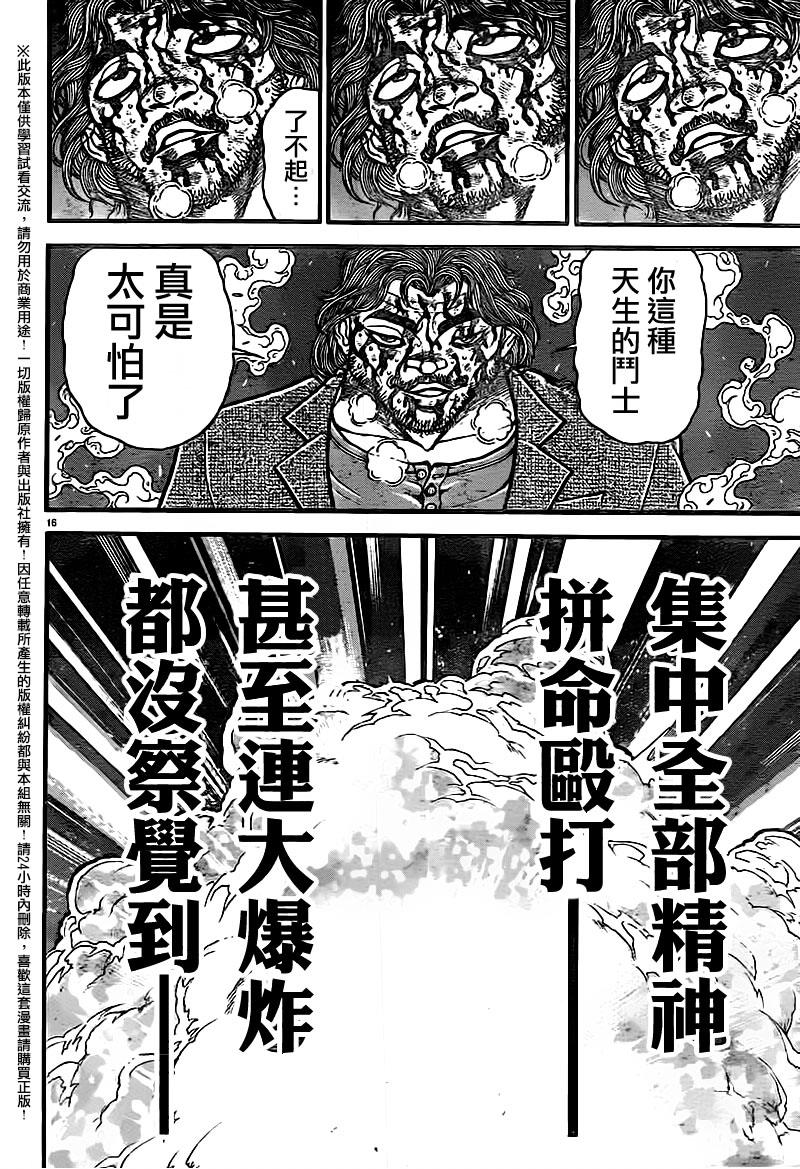 了不起…
你這種
天生的鬥士
真是
太可怕了
16
集中全部精神
拼命毆打——
甚至連大爆炸
都沒察覺到——
※此版本僅供學習試看交流，請勿用於商業用途！一切版權歸原作者與出版社擁有！因任意轉載所產生的版權糾紛都與本組無關！請24小時內刪除，喜歡這套漫畫請購買正版！